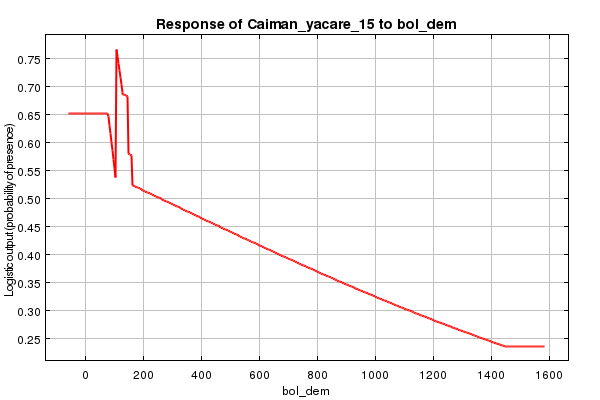 Response of Caiman_yacare_15 to bol_dem
Logistic output (probability of presence)
0.75
0.70
0.65
0.60
0.55
0.50
0.45
0.40
0.35
0.30
0.25
0 200 400 600 800 1000 1200 1400 1600
bol_dem